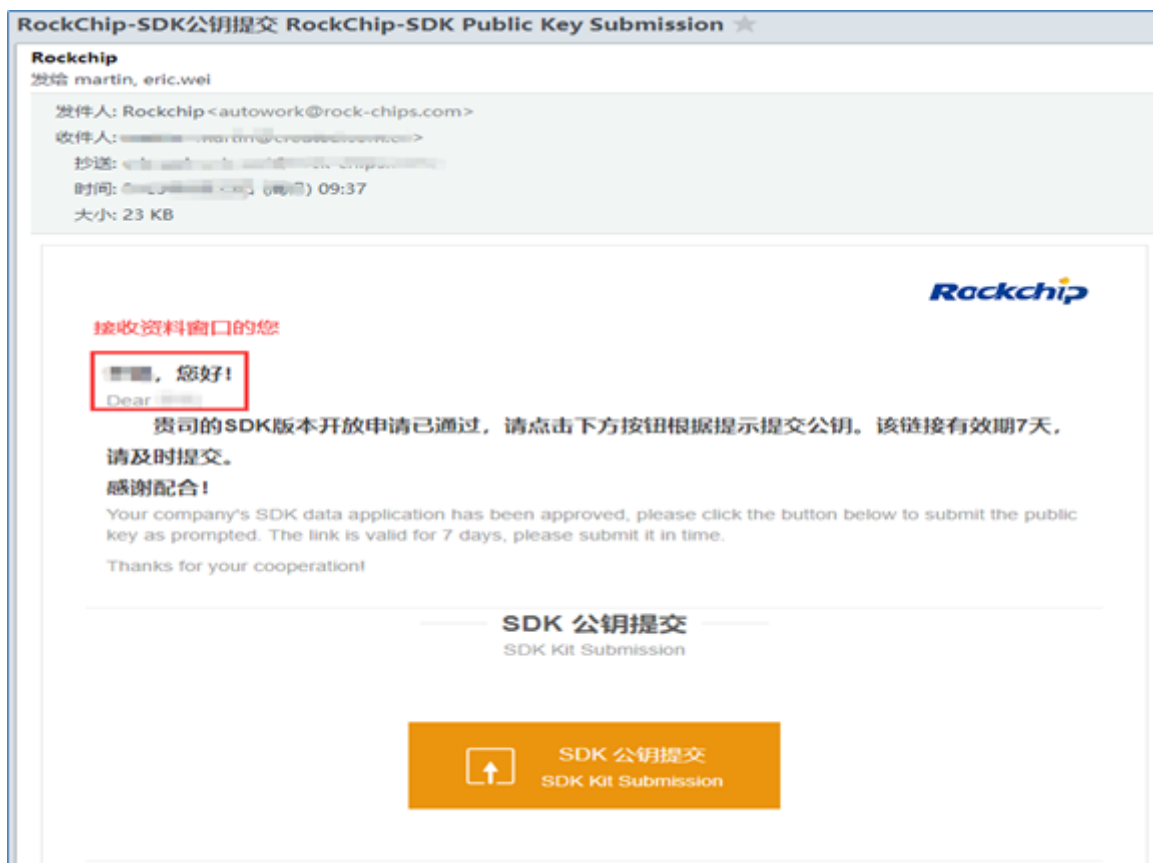 RockChip-SDK公钥提交 RockChip-SDK Public Key Submission
Rockchip
发给 martin, eric.wei
发件人: Rockchip<autowork@rock-chips.com>
收件人:
抄送:
时间: 09:37
大小: 23 KB
Rockchip
接收资料窗口的您
，您好！
Dear
贵司的SDK版本开放申请已通过，请点击下方按钮根据提示提交公钥。该链接有效期7天，
请及时提交。
感谢配合！
Your company's SDK data application has been approved, please click the button below to submit the public
key as prompted. The link is valid for 7 days, please submit it in time.
Thanks for your cooperation!
SDK 公钥提交
SDK Kit Submission
SDK 公钥提交
SDK Kit Submission